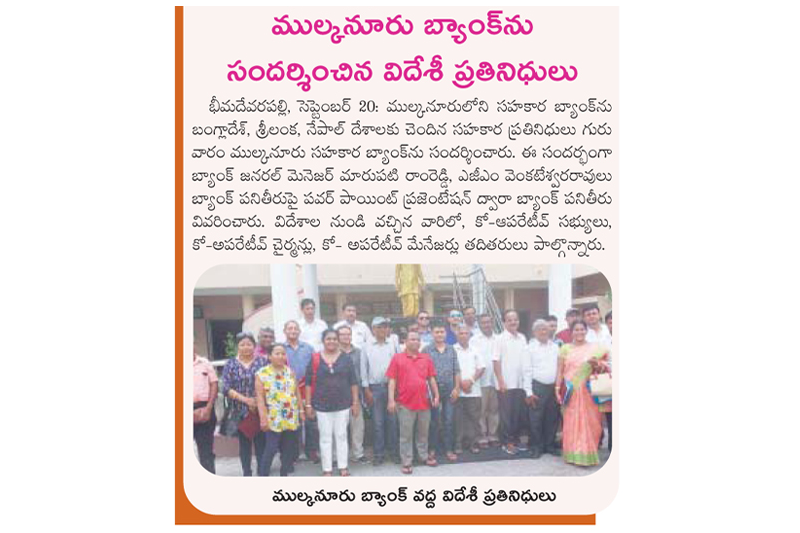 ముల్కనూరు బ్యాంక్‌ను
సందర్శించిన విదేశీ ప్రతినిధులు
భీమదేవరపల్లి, సెప్టెంబర్ 20: ముల్కనూరులోని సహకార బ్యాంక్‌ను
బంగ్లాదేశ్, శ్రీలంక, నేపాల్ దేశాలకు చెందిన సహకార ప్రతినిధులు గురు
వారం ముల్కనూరు సహకార బ్యాంక్‌ను సందర్శించారు. ఈ సందర్భంగా
బ్యాంక్ జనరల్ మెనెజర్ మారుపటి రాంరెడ్డి, ఎజీఎం వెంకటేశ్వరరావులు
బ్యాంక్ పనితీరుపై పవర్ పాయింట్ ప్రజెంటేషన్ ద్వారా బ్యాంక్ పనితీరు
వివరించారు. విదేశాల నుండి వచ్చిన వారిలో, కో-ఆపరేటీవ్ సభ్యులు,
కో-అపరేటీవ్ చైర్మన్లు, కో- అపరేటీవ్ మేనేజర్లు తదితరులు పాల్గొన్నారు.
ముల్కనూరు బ్యాంక్ వద్ద విదేశీ ప్రతినిధులు